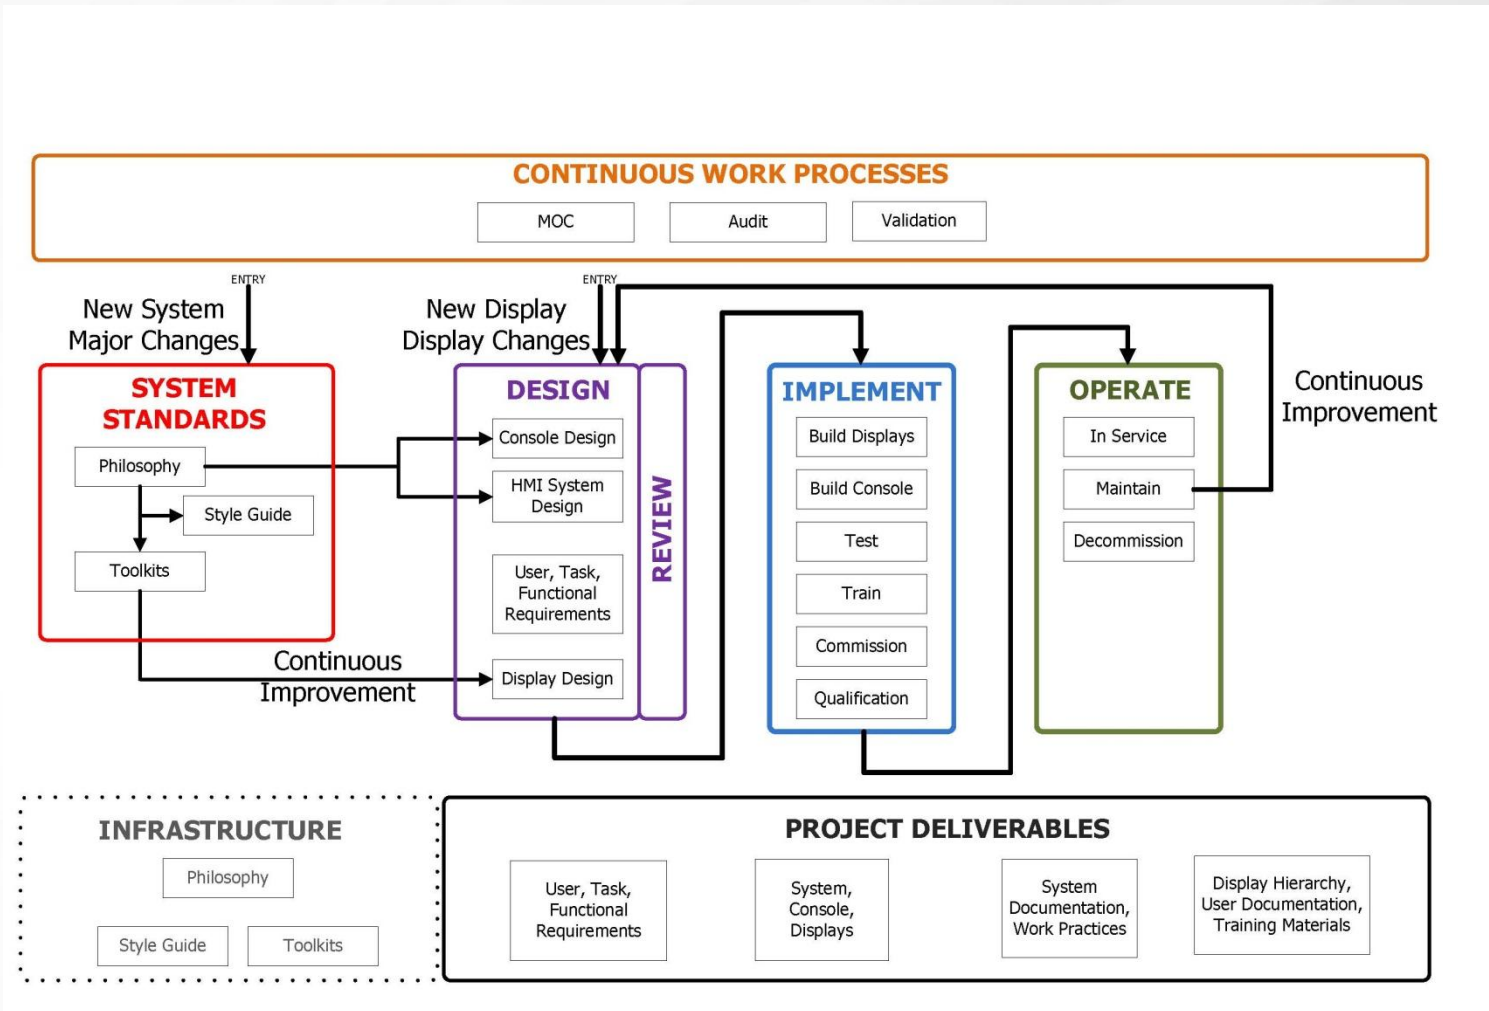 CONTINUOUS WORK PROCESSES
MOC
Audit
Validation
ENTRY
New System
Major Changes
ENTRY
New Display
Display Changes
SYSTEM
STANDARDS
Philosophy
Style Guide
Toolkits
Continuous
Improvement
DESIGN
Console Design
HMI System
Design
User, Task,
Functional
Requirements
Display Design
REVIEW
IMPLEMENT
Build Displays
Build Console
Test
Train
Commission
Qualification
OPERATE
In Service
Maintain
Decommission
Continuous
Improvement
INFRASTRUCTURE
Philosophy
Style Guide
Toolkits
PROJECT DELIVERABLES
User, Task,
Functional
Requirements
System,
Console,
Displays
System
Documentation,
Work Practices
Display Hierarchy,
User Documentation,
Training Materials